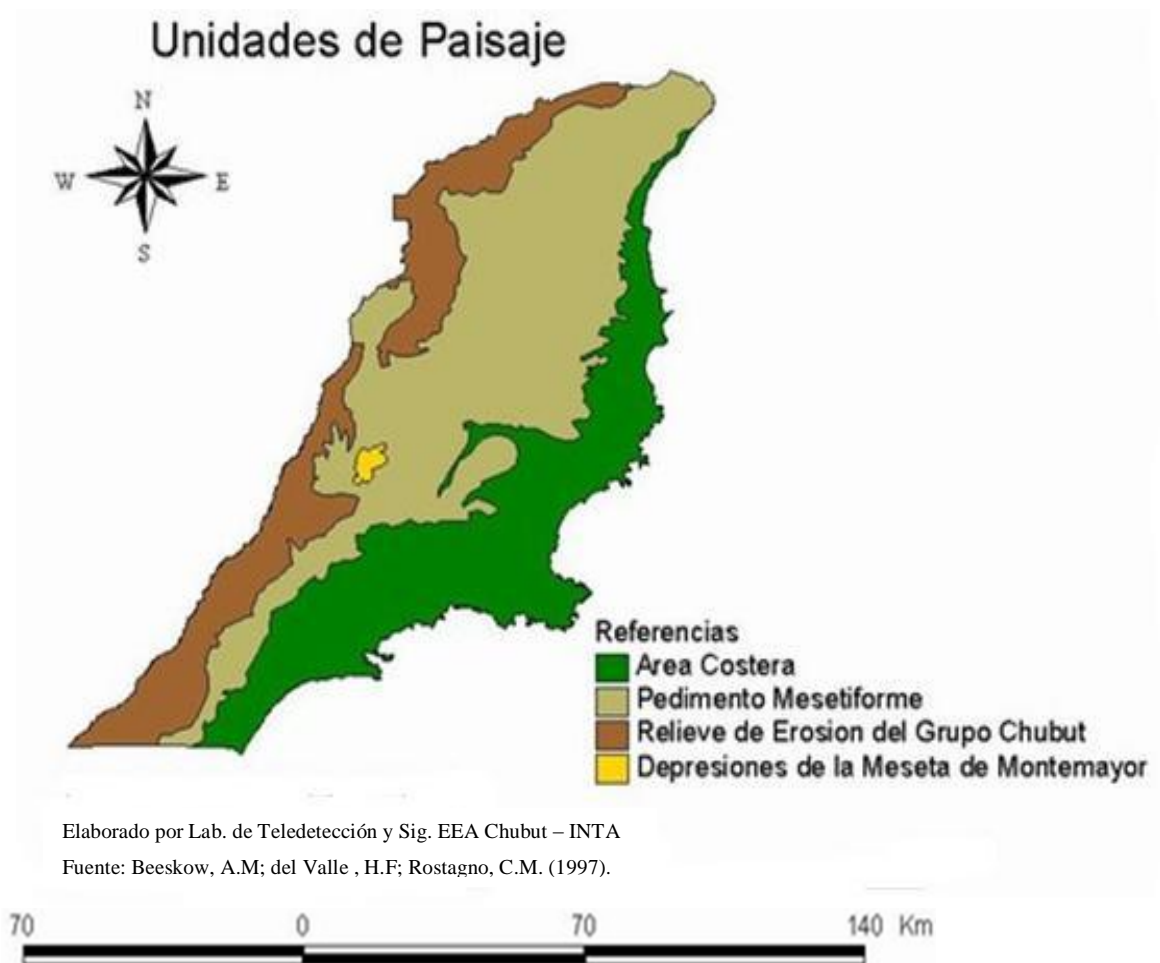 Unidades de Paisaje
N
W
E
S
Referencias
Area Costera
Pedimento Mesetiforme
Relieve de Erosion del Grupo Chubut
Depresiones de la Meseta de Montemayor
Elaborado por Lab. de Teledetección y Sig. EEA Chubut – INTA
Fuente: Beeskow, A.M; del Valle , H.F; Rostagno, C.M. (1997).
70 0 70 140 Km